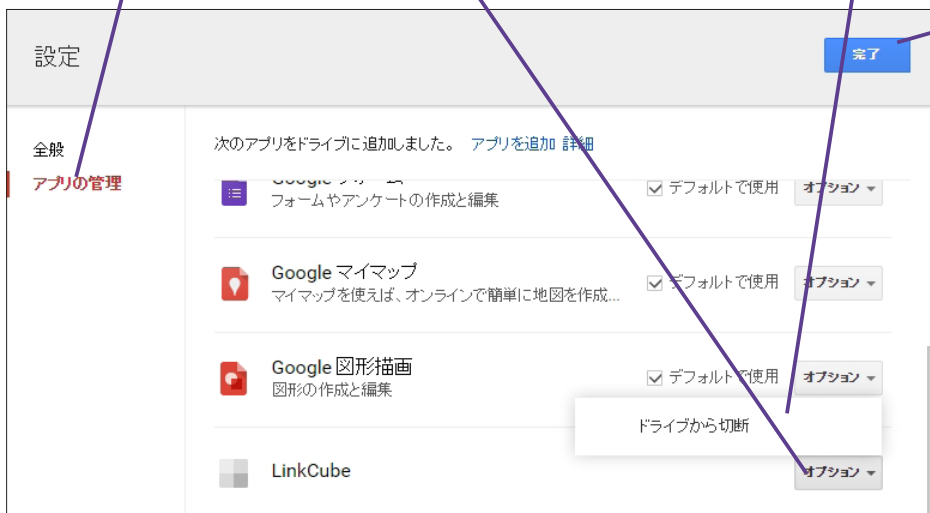 設定
完了
全般
アプリの管理
次のアプリをドライブに追加しました。 アプリを追加 詳細
Google フォーム
フォームやアンケートの作成と編集
デフォルトで使用
オプション
Google マイマップ
マイマップを使えば、オンラインで簡単に地図を作成...
デフォルトで使用
オプション
Google 図形描画
図形の作成と編集
デフォルトで使用
オプション
ドライブから切断
LinkCube
オプション